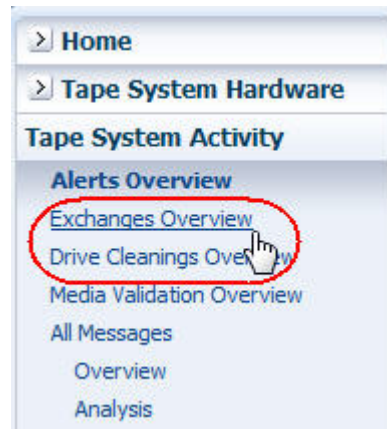 Home
Tape System Hardware
Tape System Activity
Alerts Overview
Exchanges Overview
Drive Cleanings Overview
Media Validation Overview
All Messages
Overview
Analysis